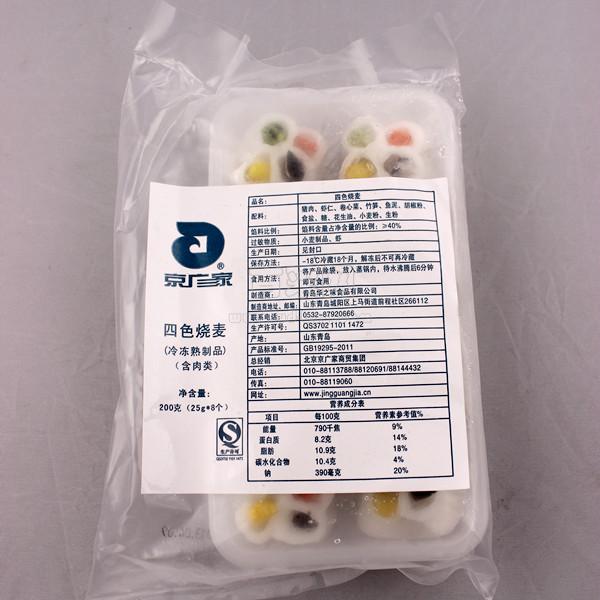 ®
京广家
四色烧麦
(冷冻熟制品)
(含肉类)
净含量:
200克 (25g*8个)
QS
生产许可
QS3702 1101 1472
品名: 四色烧麦
配料: 猪肉、虾仁、卷心菜、竹笋、鱼泥、胡椒粉、
食盐、糖、花生油、小麦粉、生粉
馅料比例: 馅料含量占净含量的比例: ≥40%
过敏物质: 小麦制品、虾
生产日期: 见封口
保存方法: -18℃冷藏18个月, 解冻后不可再冷藏
食用方法: 将产品除袋, 放入蒸锅内, 待水沸腾后6分钟
即可食用
制造商: 青岛华之味食品有限公司
制造商地址、邮编: 山东青岛城阳区上马街道前程社区266112
联系电话: 0532-87920666
生产许可号: QS3702 1101 1472
产地: 山东青岛
产品标准号: GB19295-2011
总经销 北京京广家商贸集团
电话: 010-88113788/88120691/88144432
传真: 010-88119060
网址: www.jingguangjia.cn
营养成分表
项目 每100克 营养素参考值%
能量 790千焦 9%
蛋白质 8.2克 14%
脂肪 10.9克 18%
碳水化合物 10.4克 4%
钠 390毫克 20%